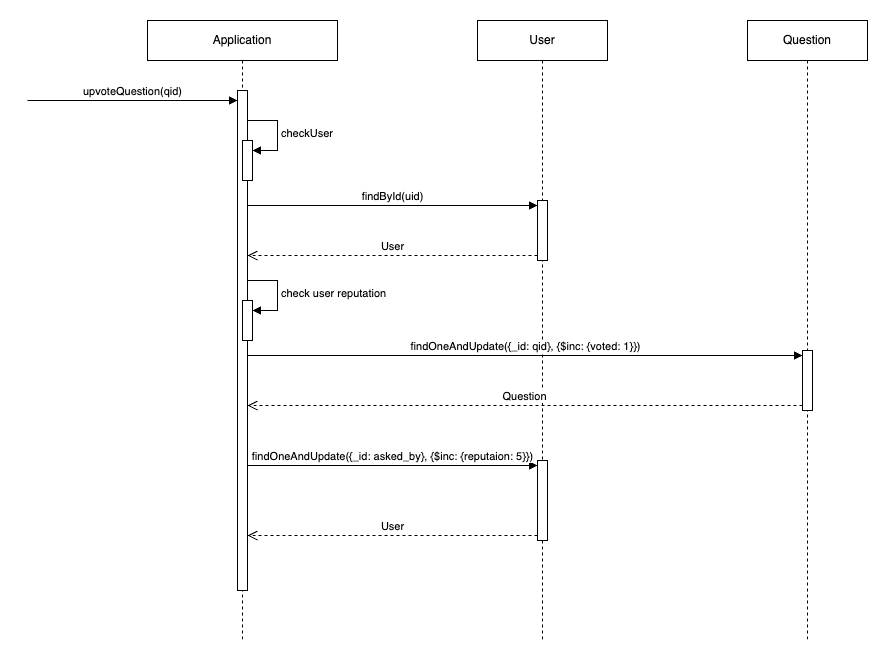 Application
User
Question
upvoteQuestion(qid)
checkUser
findById(uid)
User
check user reputation
findOneAndUpdate({_id: qid}, {$inc: {voted: 1}})
Question
findOneAndUpdate({_id: asked_by}, {$inc: {reputaion: 5}})
User